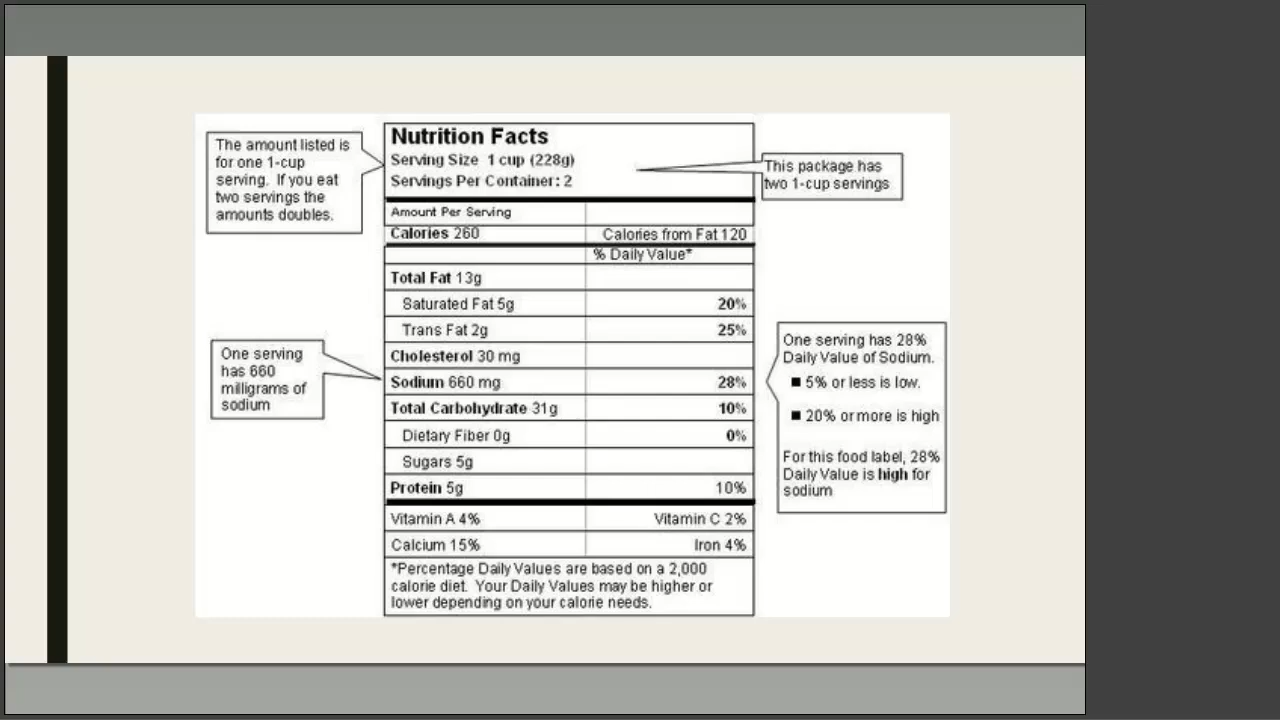 The amount listed is
for one 1-cup
serving. If you eat
two servings the
amounts doubles.
Nutrition Facts
Serving Size 1 cup (228g)
Servings Per Container: 2
This package has
two 1-cup servings
Amount Per Serving
Calories 260 Calories from Fat 120
% Daily Value*
Total Fat 13g
Saturated Fat 5g 20%
Trans Fat 2g 25%
Cholesterol 30 mg
Sodium 660 mg 28%
Total Carbohydrate 31g 10%
Dietary Fiber 0g 0%
Sugars 5g
Protein 5g 10%
Vitamin A 4% Vitamin C 2%
Calcium 15% Iron 4%
*Percentage Daily Values are based on a 2,000
calorie diet. Your Daily Values may be higher or
lower depending on your calorie needs.
One serving
has 660
milligrams of
sodium
One serving has 28%
Daily Value of Sodium.
■ 5% or less is low.
■ 20% or more is high
For this food label, 28%
Daily Value is high for
sodium